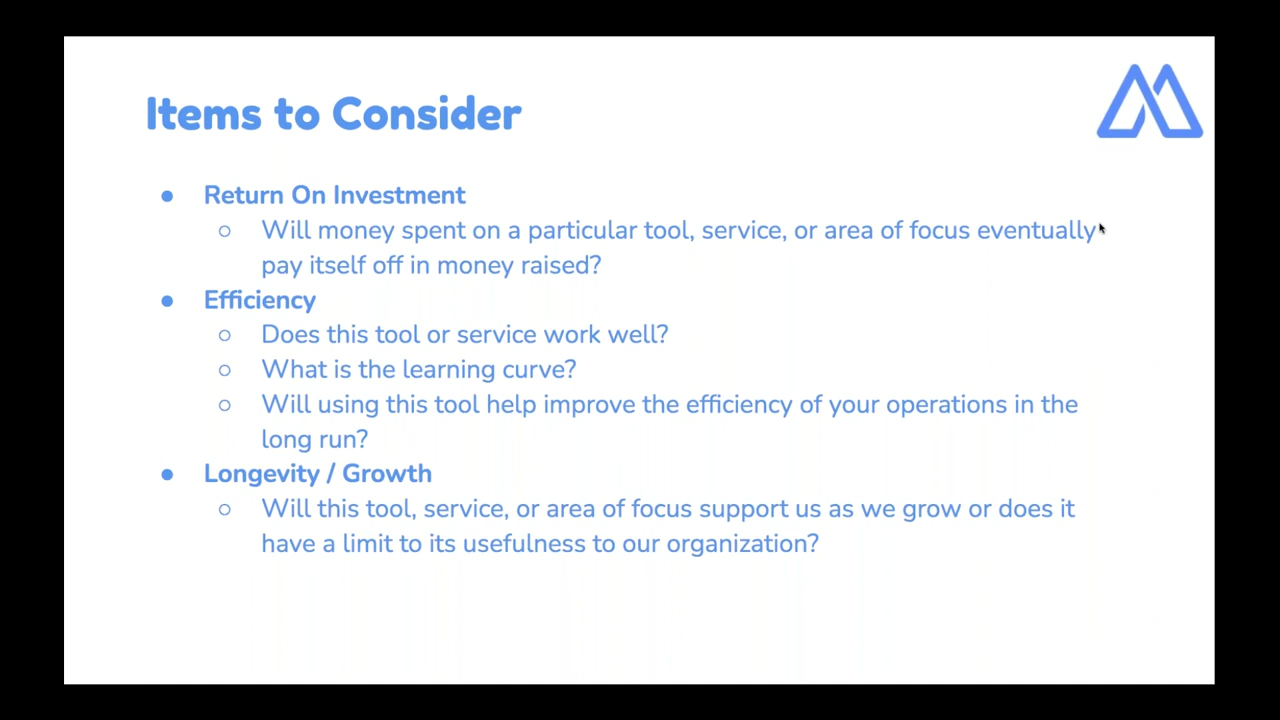 Items to Consider
● Return On Investment
○ Will money spent on a particular tool, service, or area of focus eventually
pay itself off in money raised?
● Efficiency
○ Does this tool or service work well?
○ What is the learning curve?
○ Will using this tool help improve the efficiency of your operations in the
long run?
● Longevity / Growth
○ Will this tool, service, or area of focus support us as we grow or does it
have a limit to its usefulness to our organization?